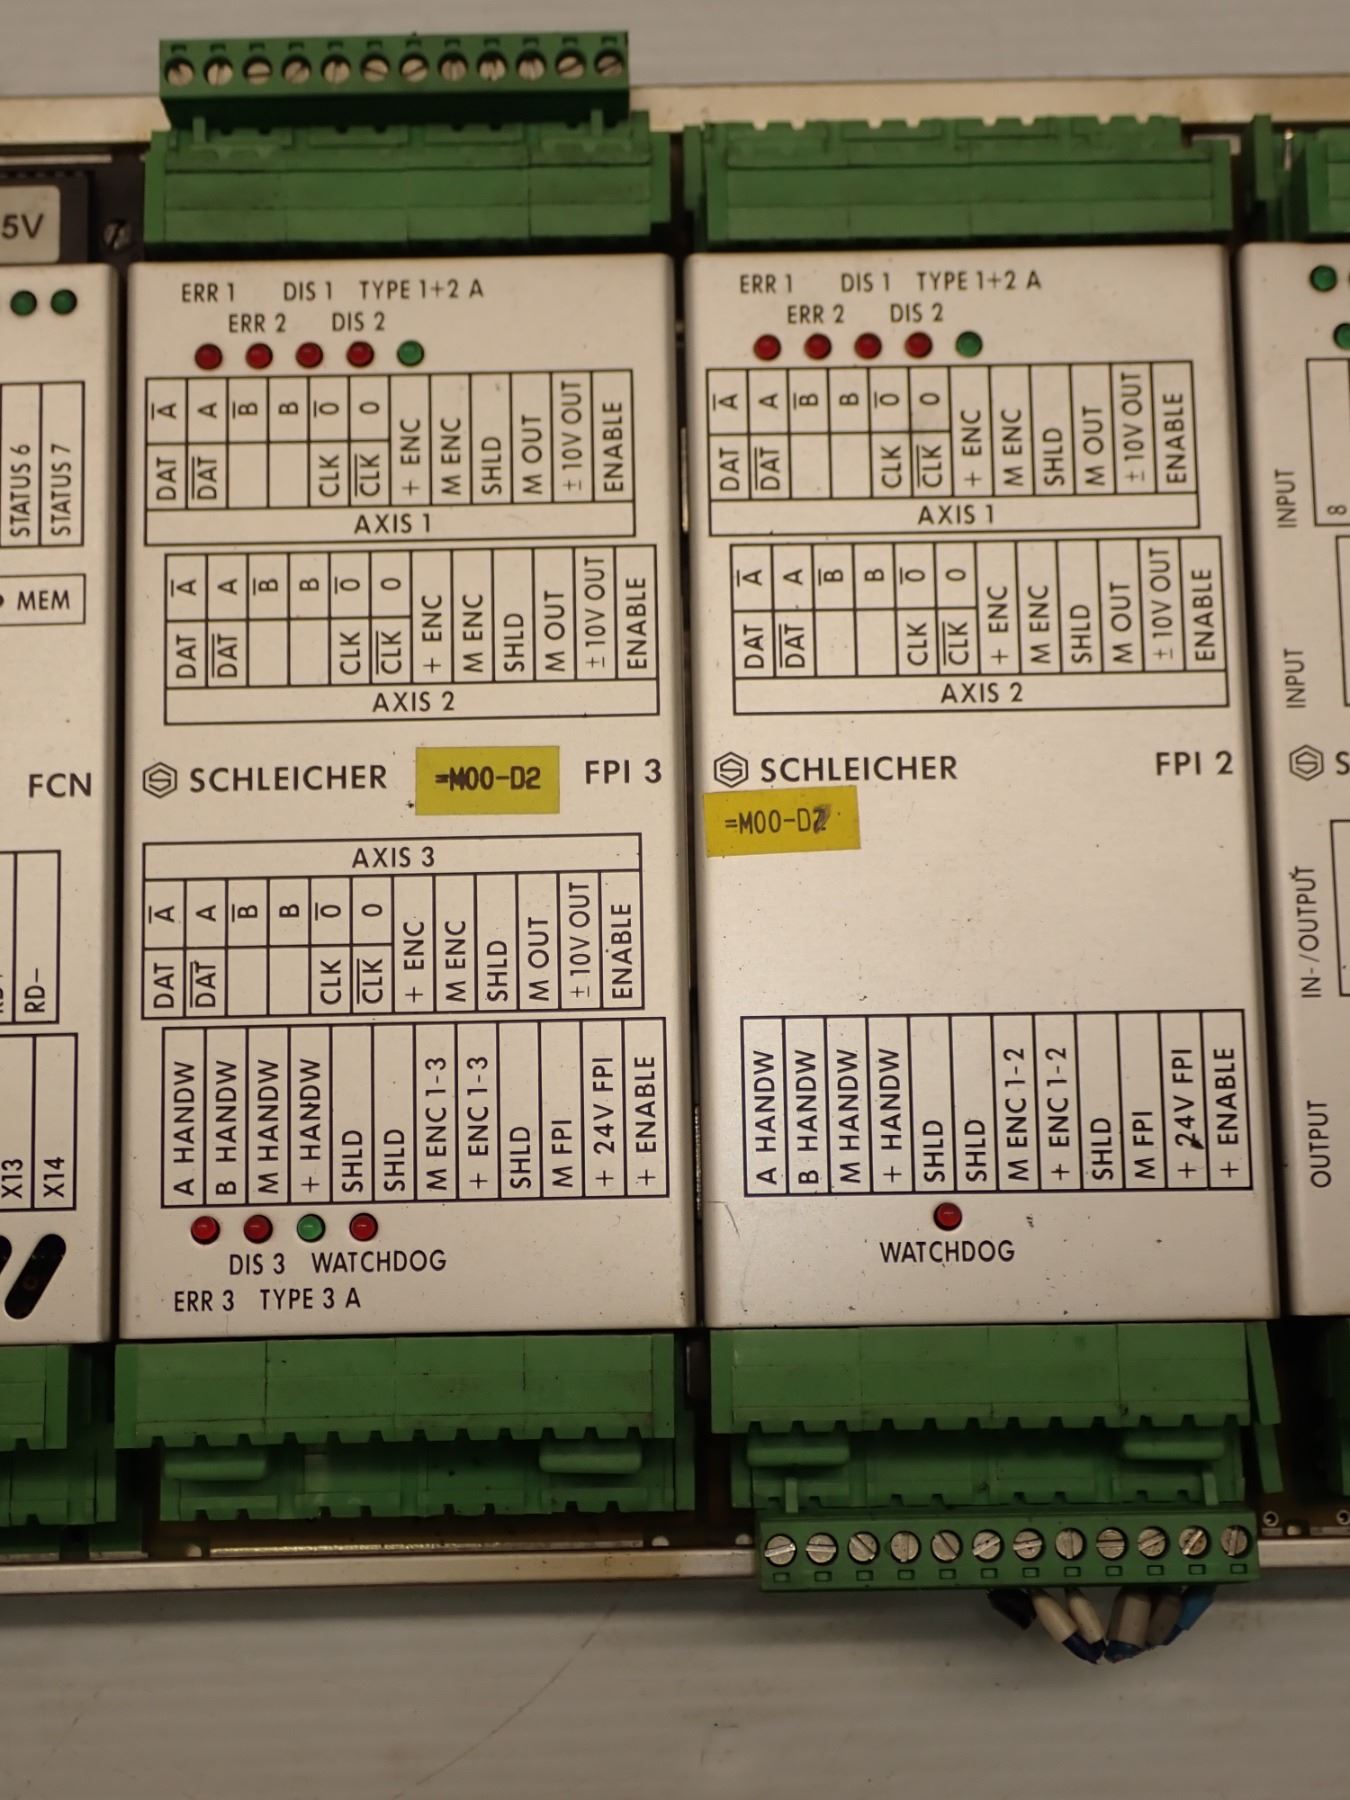 5V
STATUS 6
STATUS 7
MEM
FCN
RD-
X13
X14
ERR 1 DIS 1 TYPE 1+2 A
ERR 2 DIS 2
A̅ A B̅ B 0̅ 0 + ENC M ENC SHLD M OUT ± 10V OUT ENABLE
DAT D̅A̅T̅ CLK C̅L̅K̅
AXIS 1
A̅ A B̅ B 0̅ 0 + ENC M ENC SHLD M OUT ± 10V OUT ENABLE
DAT D̅A̅T̅ CLK C̅L̅K̅
AXIS 2
SCHLEICHER =M00-D2 FPI 3
AXIS 3
A̅ A B̅ B 0̅ 0 + ENC M ENC SHLD M OUT ± 10V OUT ENABLE
DAT D̅A̅T̅ CLK C̅L̅K̅
A HANDW
B HANDW
M HANDW
+ HANDW
SHLD
SHLD
M ENC 1-3
+ ENC 1-3
SHLD
M FPI
+ 24V FPI
+ ENABLE
DIS 3 WATCHDOG
ERR 3 TYPE 3 A
ERR 1 DIS 1 TYPE 1+2 A
ERR 2 DIS 2
A̅ A B̅ B 0̅ 0 + ENC M ENC SHLD M OUT ± 10V OUT ENABLE
DAT D̅A̅T̅ CLK C̅L̅K̅
AXIS 1
A̅ A B̅ B 0̅ 0 + ENC M ENC SHLD M OUT ± 10V OUT ENABLE
DAT D̅A̅T̅ CLK C̅L̅K̅
AXIS 2
SCHLEICHER FPI 2
A HANDW
B HANDW
M HANDW
+ HANDW
SHLD
SHLD
M ENC 1-2
+ ENC 1-2
SHLD
M FPI
+ 24V FPI
+ ENABLE
WATCHDOG
INPUT
8
INPUT
IN-/OUTPUT
OUTPUT